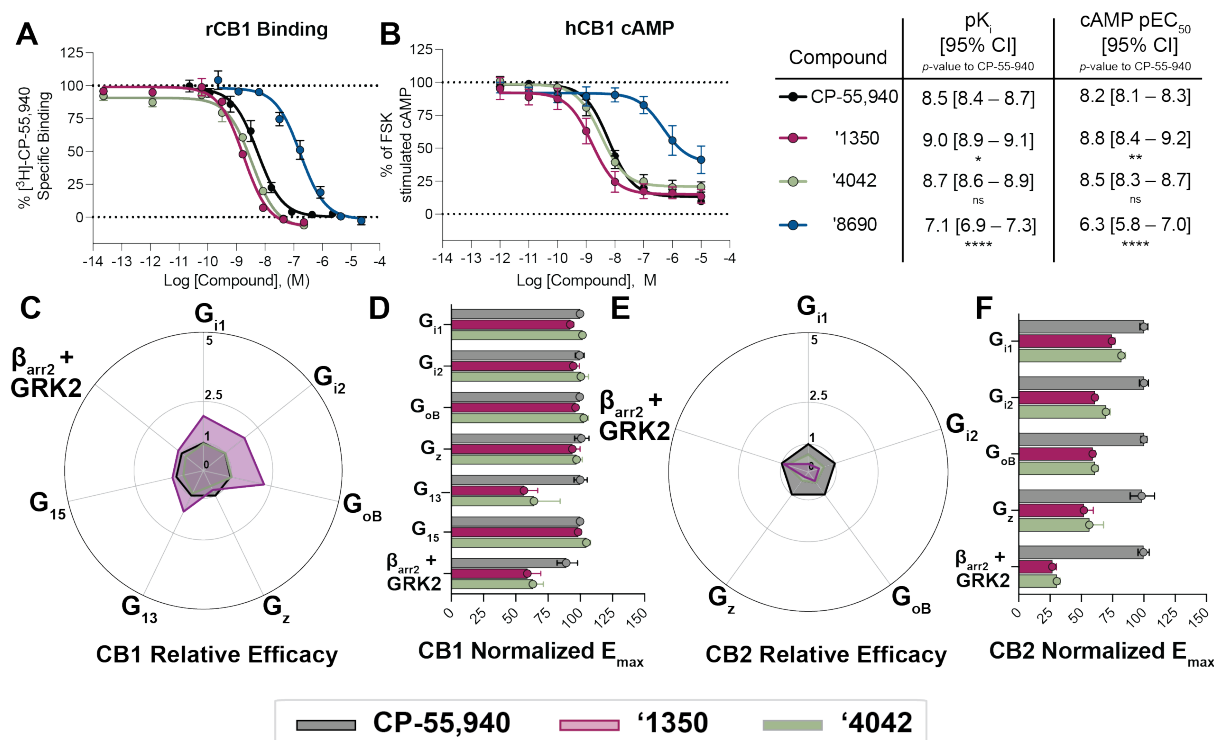 A
rCB1 Binding
% [³H]-CP-55,940
Specific Binding
125
100
75
50
25
0
-14 -13 -12 -11 -10 -9 -8 -7 -6 -5 -4
Log [Compound], (M)
B
hCB1 cAMP
% of FSK
stimulated cAMP
125
100
75
50
25
0
-14 -13 -12 -11 -10 -9 -8 -7 -6 -5 -4
Log [Compound], M
Compound
pKi
[95% CI]
p-value to CP-55-940
cAMP pEC50
[95% CI]
p-value to CP-55-940
CP-55,940 8.5 [8.4 – 8.7] 8.2 [8.1 – 8.3]
'1350 9.0 [8.9 – 9.1] 8.8 [8.4 – 9.2]
* **
'4042 8.7 [8.6 – 8.9] 8.5 [8.3 – 8.7]
ns ns
'8690 7.1 [6.9 – 7.3] 6.3 [5.8 – 7.0]
**** ****
C
Gi1
Gi2
GoB
Gz
G13
G15
βarr2 +
GRK2
5
2.5
1
0
CB1 Relative Efficacy
D
Gi1
Gi2
GoB
Gz
G13
G15
βarr2 +
GRK2
0 25 50 75 100 125 150
CB1 Normalized Emax
E
Gi1
Gi2
GoB
Gz
βarr2 +
GRK2
5
2.5
1
0
CB2 Relative Efficacy
F
Gi1
Gi2
GoB
Gz
βarr2 +
GRK2
0 25 50 75 100 125 150
CB2 Normalized Emax
CP-55,940 ‘1350 ‘4042